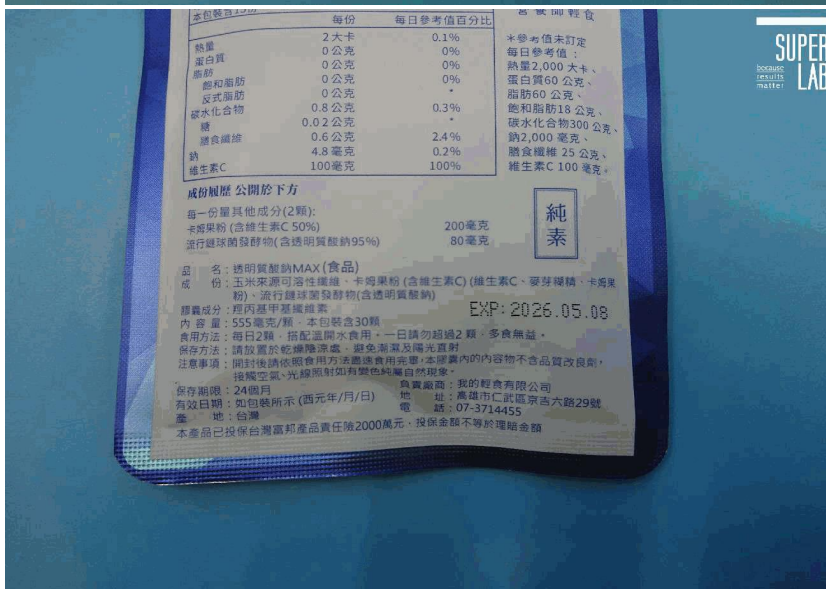 本包裝含15份
每份 每日參考值百分比
熱量 2大卡 0.1%
蛋白質 0公克 0%
脂肪 0公克 0%
飽和脂肪 0公克 0%
反式脂肪 0公克 *
碳水化合物 0.8公克 0.3%
糖 0.02公克 *
膳食纖維 0.6公克 2.4%
鈉 4.8毫克 0.2%
維生素C 100毫克 100%
營養師輕食
*參考值未訂定
每日參考值：
熱量2,000 大卡、
蛋白質60 公克、
脂肪60 公克、
飽和脂肪18 公克、
碳水化合物300 公克、
鈉2,000 毫克、
膳食纖維 25 公克、
維生素C 100 毫克。
SUPER
because
results
matter
LAB
成份履歷 公開於下方
每一份量其他成分(2顆):
卡姆果粉 (含維生素C 50%) 200毫克
流行鏈球菌發酵物(含透明質酸鈉95%) 80毫克
純素
品 名：透明質酸鈉MAX(食品)
成 份：玉米來源可溶性纖維、卡姆果粉 (含維生素C) (維生素C、麥芽糊精、卡姆果
粉)、流行鏈球菌發酵物(含透明質酸鈉)
膠囊成分：羥丙基甲基纖維素
EXP: 2026.05.08
內 容 量：555毫克/顆，本包裝含30顆
食用方法：每日2顆，搭配溫開水食用。一日請勿超過2 顆，多食無益。
保存方法：請放置於乾燥陰涼處，避免潮濕及陽光直射
注意事項：開封後請依照食用方法盡速食用完畢，本膠囊內的內容物不含品質改良劑，
接觸空氣、光線照射如有變色純屬自然現象。
保存期限：24個月
有效日期：如包裝所示 (西元年/月/日)
產 地：台灣
負責廠商：我的輕食有限公司
地 址：高雄市仁武區京吉六路29號
電 話：07-3714455
本產品已投保台灣富邦產品責任險2000萬元，投保金額不等於理賠金額